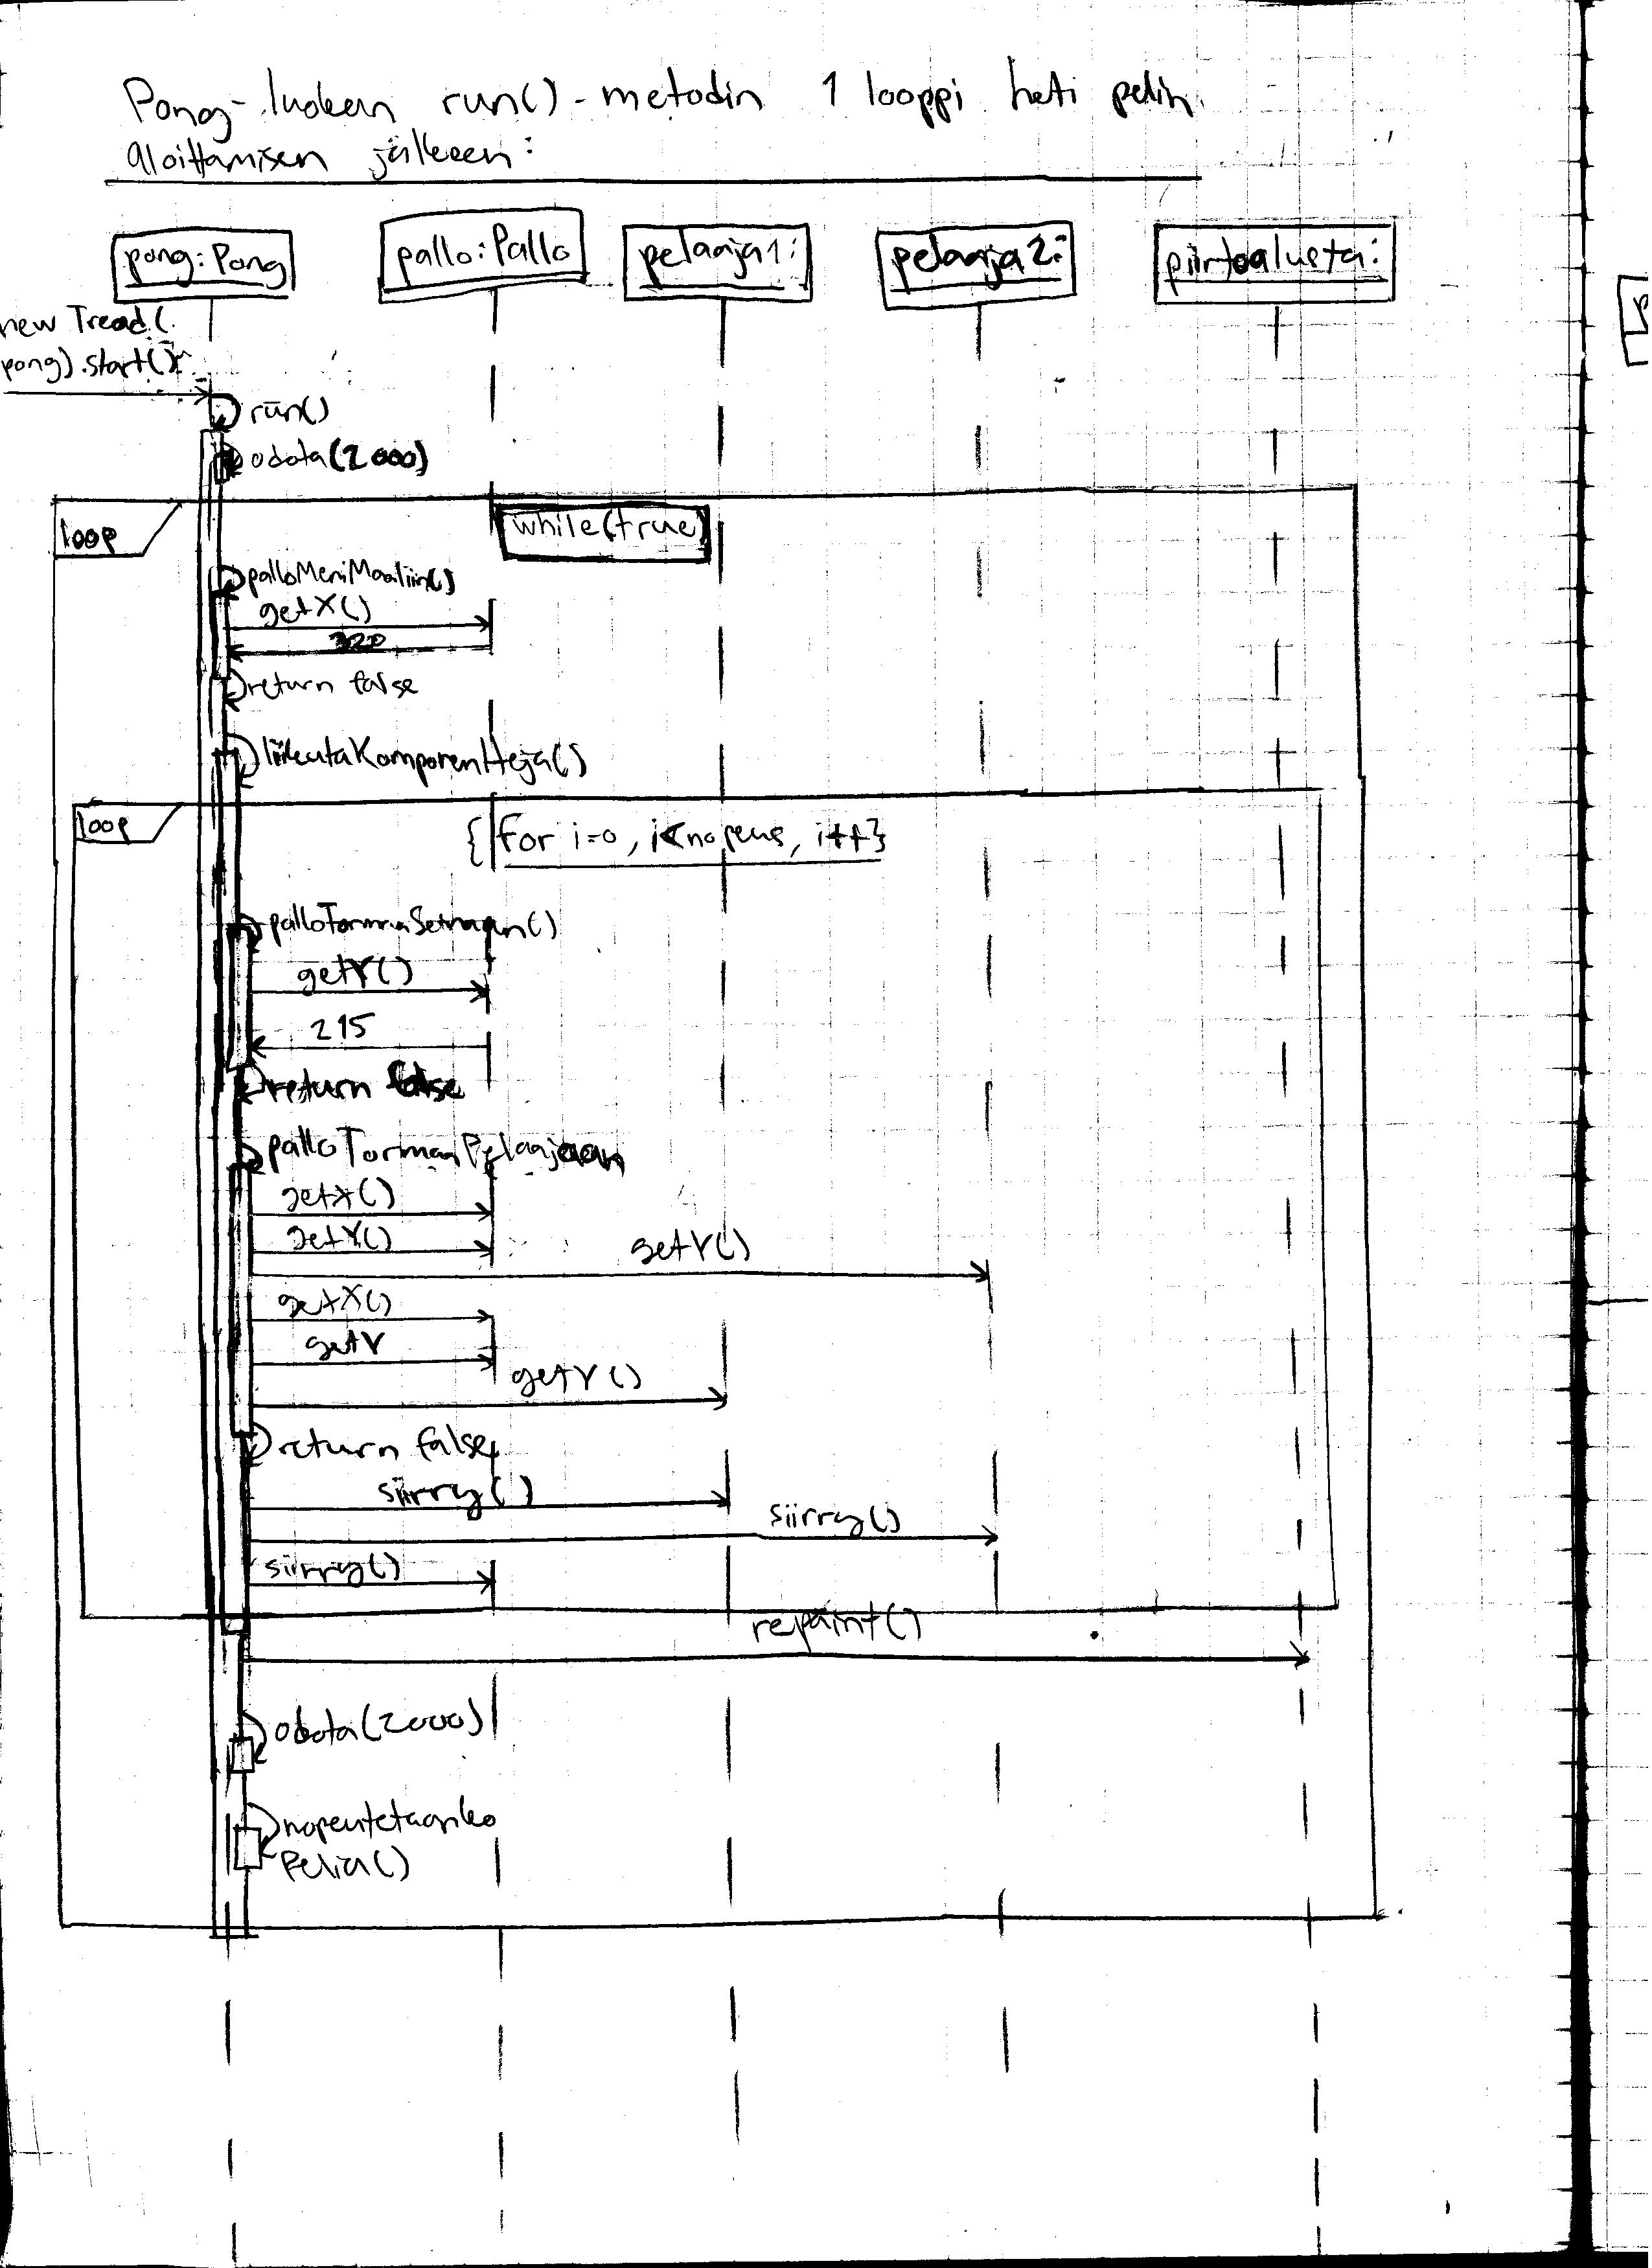 Pong-luokan run()-metodin 1 looppi heti pelin
aloittamisen jälkeen:
pong:Pong
pallo:Pallo
pelaaja1:
pelaaja2:
piirtoalusta:
new Tread(
pong).start()
run()
odota(2000)
loop
while(true)
palloMeniMaaliin()
getX()
320
return false
liikutaKomponentteja()
loop
{for i=0, i<nopeus, i++}
palloTormaaSeinaan()
getY()
215
return false
palloTormaaPelaajaan
getX()
getY()
getY()
getX()
getY
getY()
return false
siirry()
siirry()
siirry()
repaint()
odota(2000)
nopeutetaanko
Pelia()